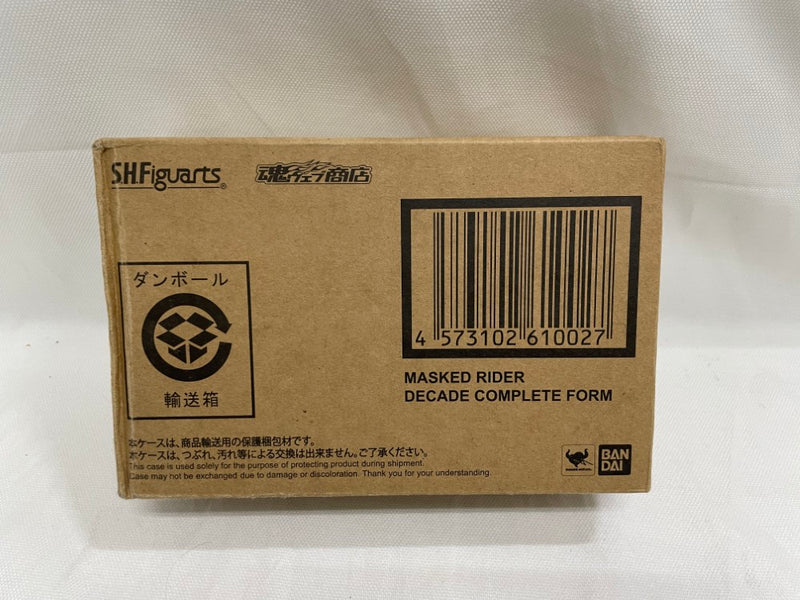 S.H.Figuarts®
魂ウェブ商店
4 573102 610027
MASKED RIDER
DECADE COMPLETE FORM
ダンボール
輸送箱
本ケースは、商品輸送用の保護梱包材です。
本ケースは、つぶれ、汚れ等による交換は出来ません。ご了承ください。
This case is used solely for the purpose of protecting product during shipment.
Case may not be exchanged due to damage or discoloration. Thank you for your understanding.
BAN
DAI